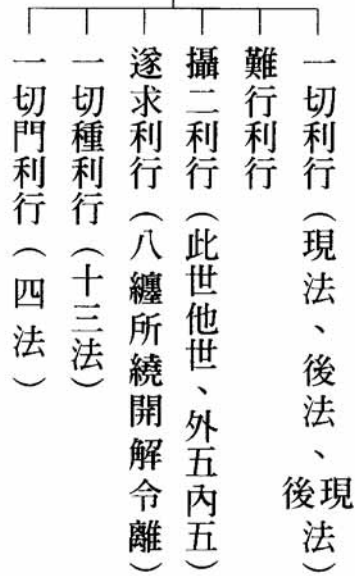 一切利行（現法、後法、現後法）
難行利行
攝二利行（此世他世、外五內五）
遂求利行（八纏所繞開解令離）
一切種利行（十三法）
一切門利行（四法）